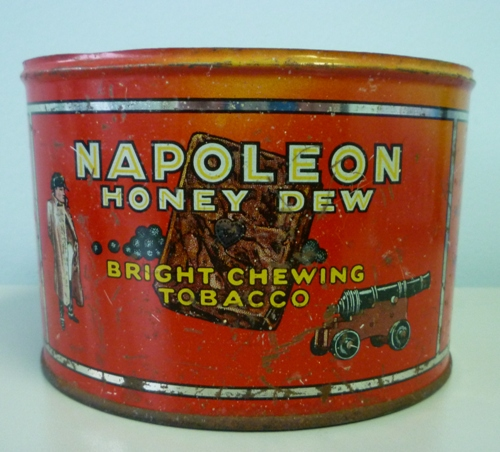 NAPOLEON
HONEY DEW
BRIGHT CHEWING
TOBACCO